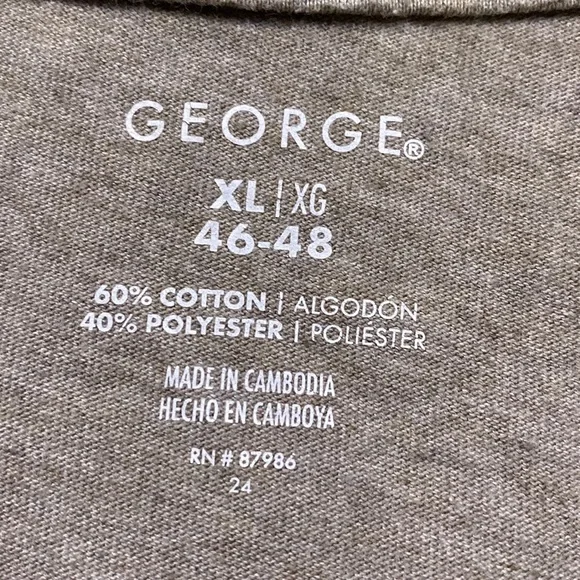 GEORGE®
XL | XG
46-48
60% COTTON | ALGODÓN
40% POLYESTER | POLIÉSTER
MADE IN CAMBODIA
HECHO EN CAMBOYA
RN # 87986
24